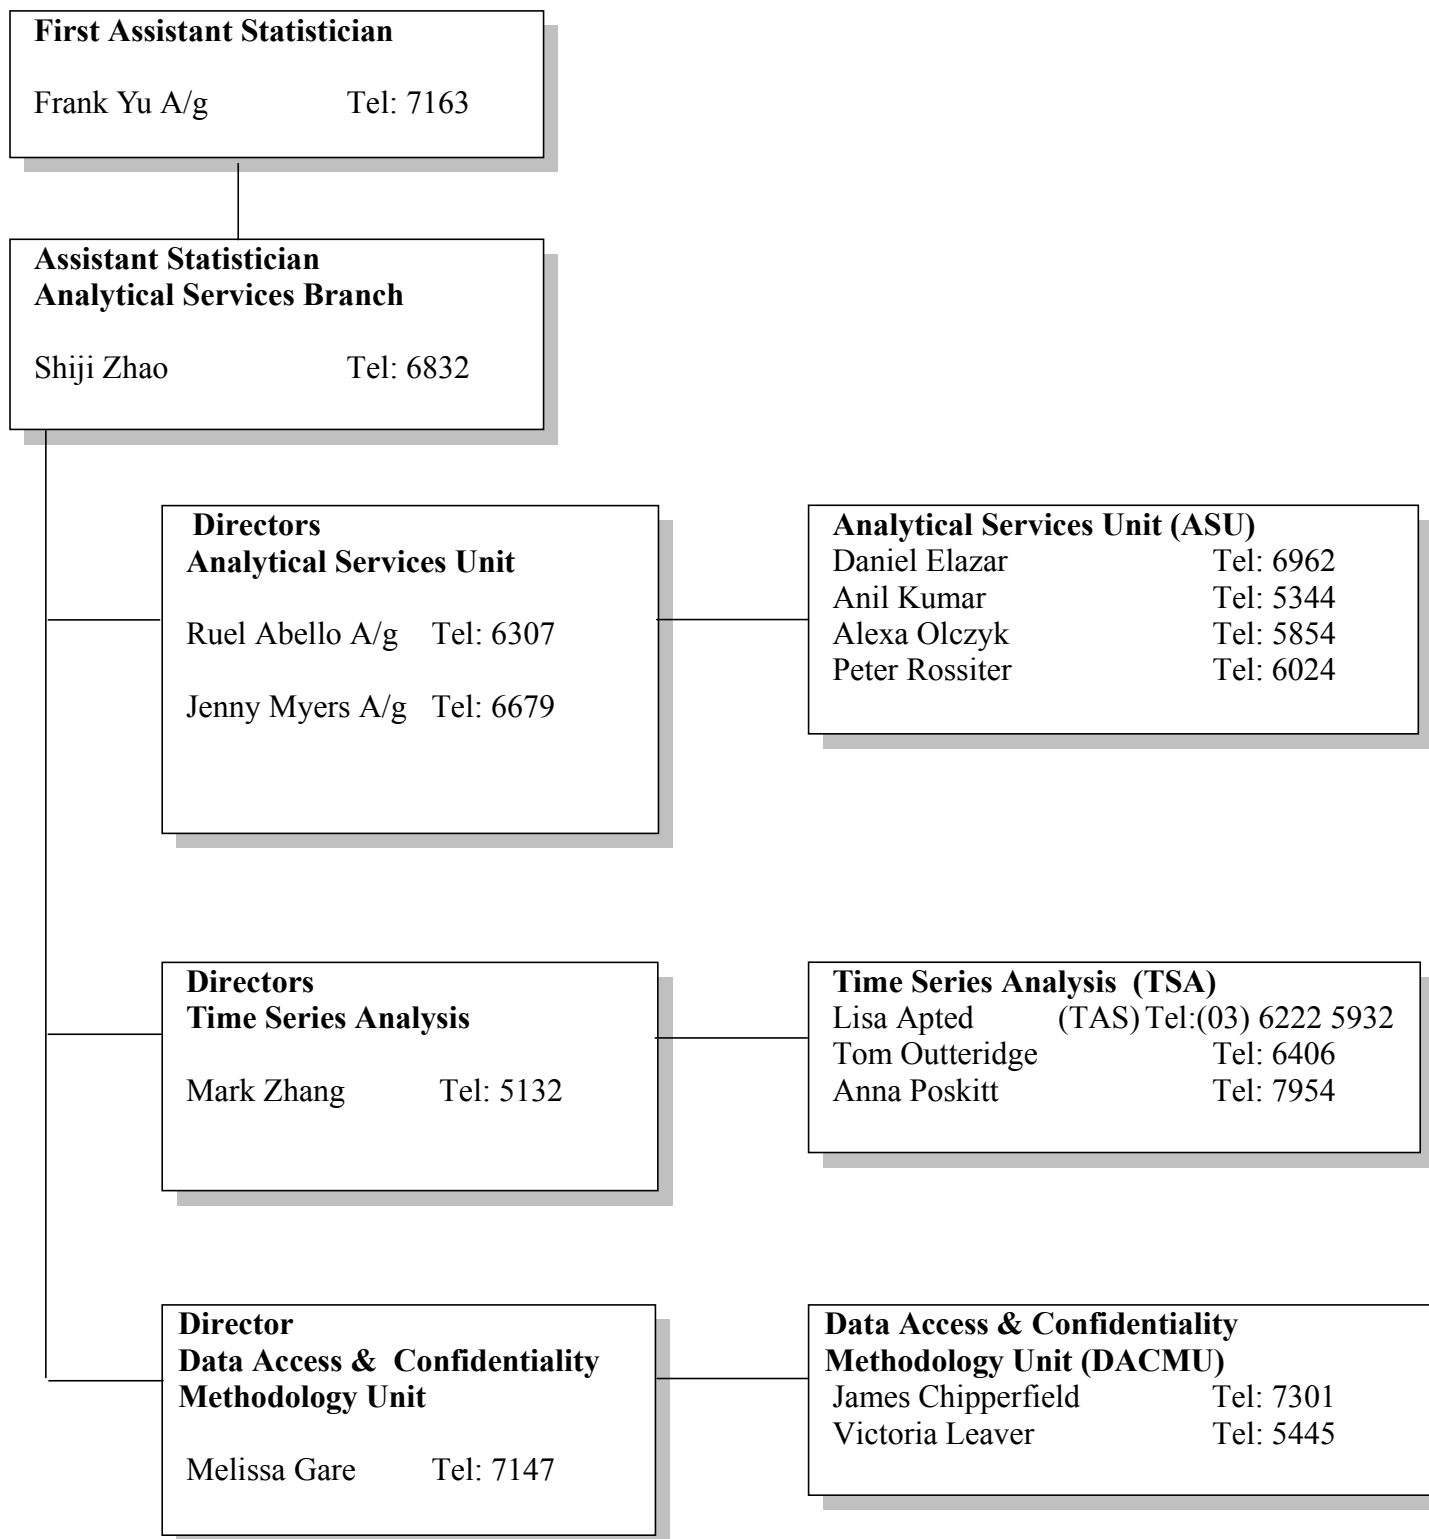 First Assistant Statistician
Frank Yu A/g Tel: 7163
Assistant Statistician
Analytical Services Branch
Shiji Zhao Tel: 6832
Directors
Analytical Services Unit
Ruel Abello A/g Tel: 6307
Jenny Myers A/g Tel: 6679
Analytical Services Unit (ASU)
Daniel Elazar Tel: 6962
Anil Kumar Tel: 5344
Alexa Olczyk Tel: 5854
Peter Rossiter Tel: 6024
Directors
Time Series Analysis
Mark Zhang Tel: 5132
Time Series Analysis (TSA)
Lisa Apted (TAS) Tel:(03) 6222 5932
Tom Outteridge Tel: 6406
Anna Poskitt Tel: 7954
Director
Data Access & Confidentiality
Methodology Unit
Melissa Gare Tel: 7147
Data Access & Confidentiality
Methodology Unit (DACMU)
James Chipperfield Tel: 7301
Victoria Leaver Tel: 5445